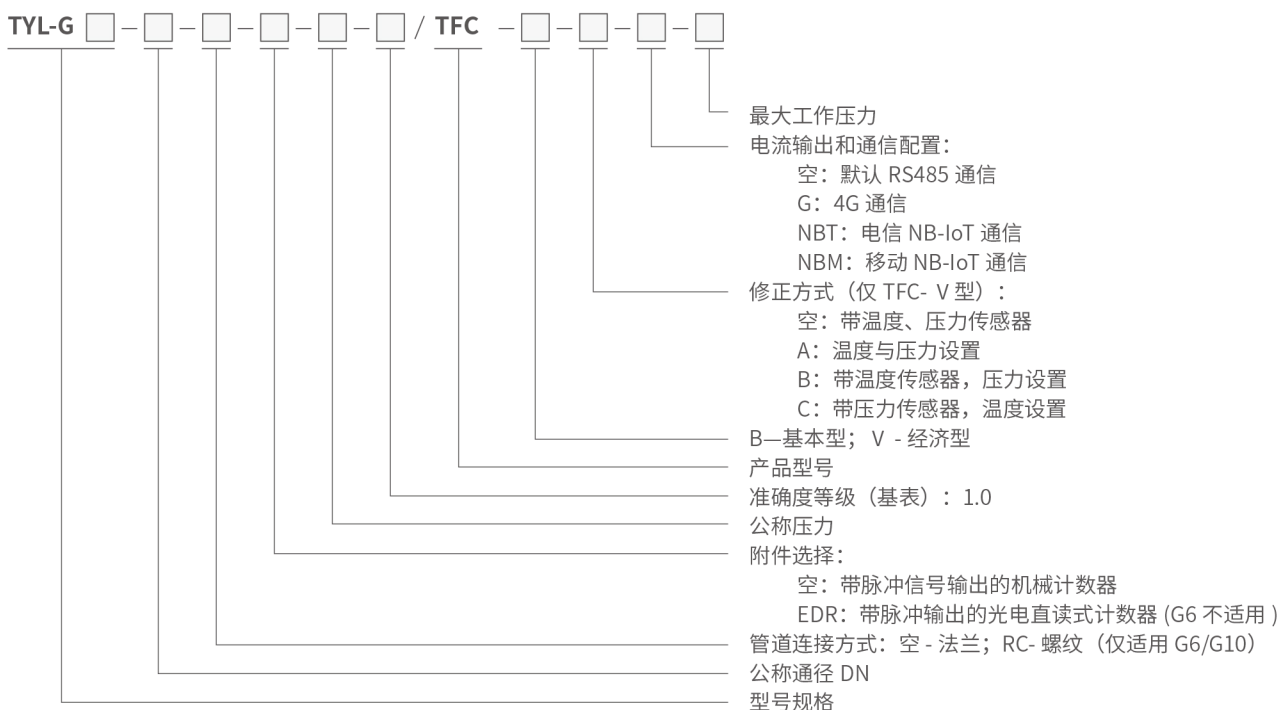 TYL-G □ – □ – □ – □ – □ – □ / TFC – □ – □ – □ – □
最大工作压力
电流输出和通信配置：
空：默认 RS485 通信
G：4G 通信
NBT：电信 NB-IoT 通信
NBM：移动 NB-IoT 通信
修正方式（仅 TFC- V 型）：
空：带温度、压力传感器
A：温度与压力设置
B：带温度传感器，压力设置
C：带压力传感器，温度设置
B—基本型； V - 经济型
产品型号
准确度等级（基表）：1.0
公称压力
附件选择：
空：带脉冲信号输出的机械计数器
EDR：带脉冲输出的光电直读式计数器 (G6 不适用 )
管道连接方式：空 - 法兰；RC- 螺纹（仅适用 G6/G10）
公称通径 DN
型号规格